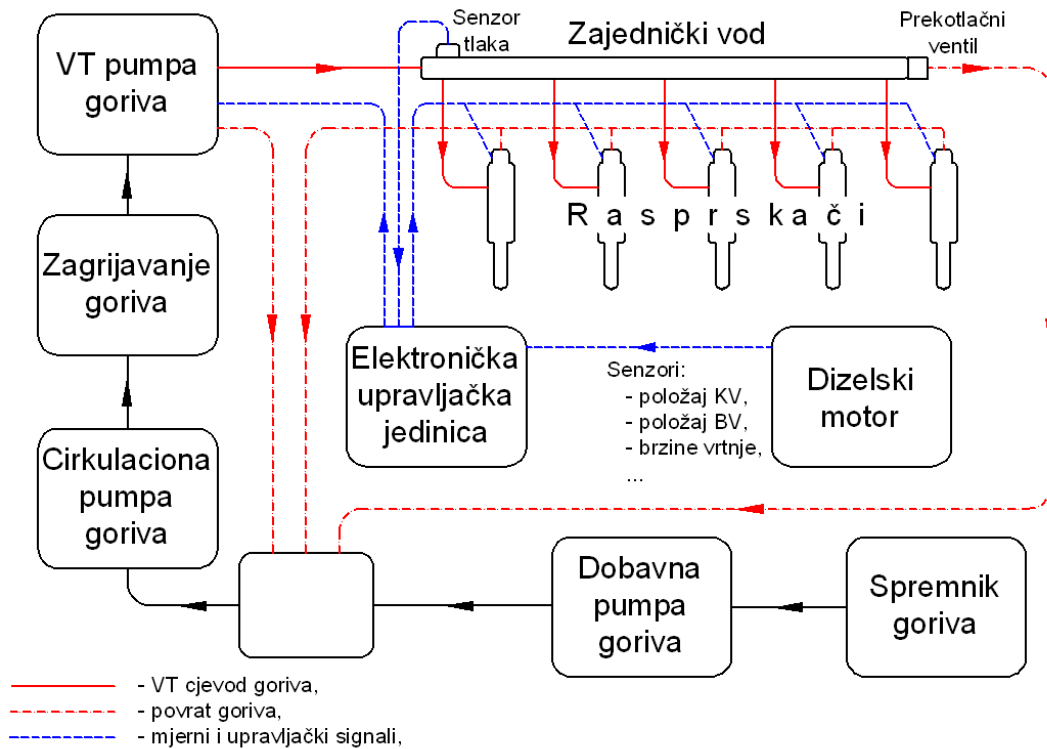 Senzor
tlaka
Zajednički vod
Prekotlačni
ventil
VT pumpa
goriva
R a s p r s k a č i
Zagrijavanje
goriva
Elektronička
upravljačka
jedinica
Senzori:
- položaj KV,
- položaj BV,
- brzine vrtnje,
...
Dizelski
motor
Cirkulaciona
pumpa
goriva
Dobavna
pumpa
goriva
Spremnik
goriva
- VT cjevod goriva,
- povrat goriva,
- mjerni i upravljački signali,